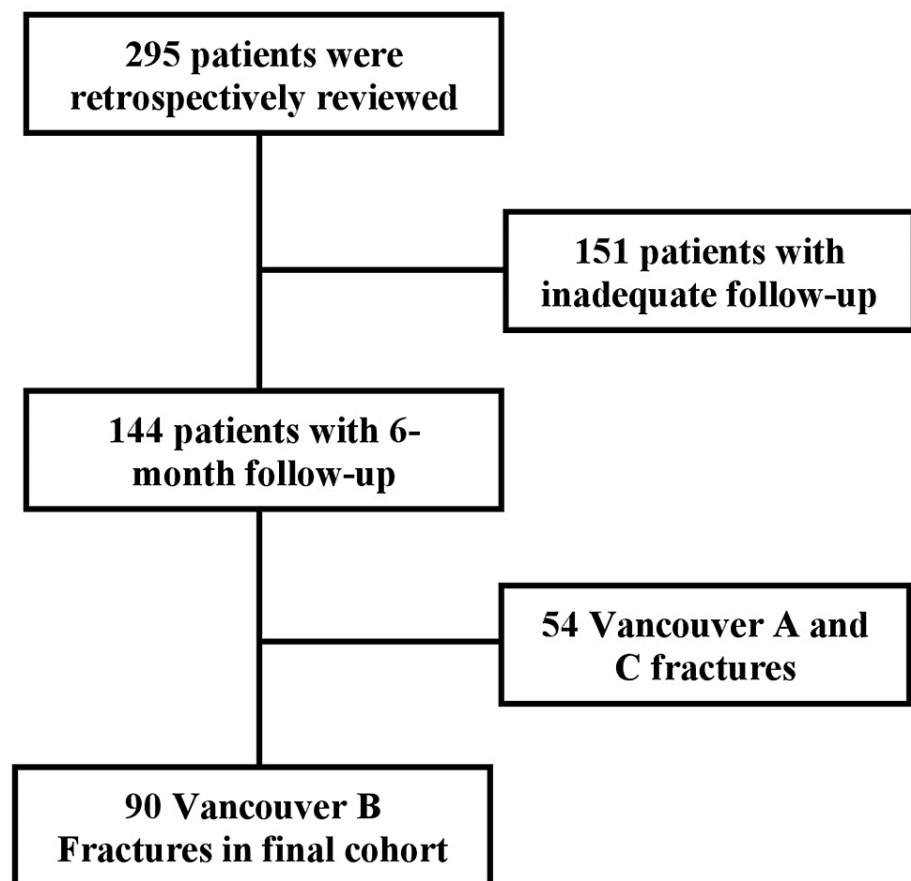 295 patients were
retrospectively reviewed
151 patients with
inadequate follow-up
144 patients with 6-
month follow-up
54 Vancouver A and
C fractures
90 Vancouver B
Fractures in final cohort